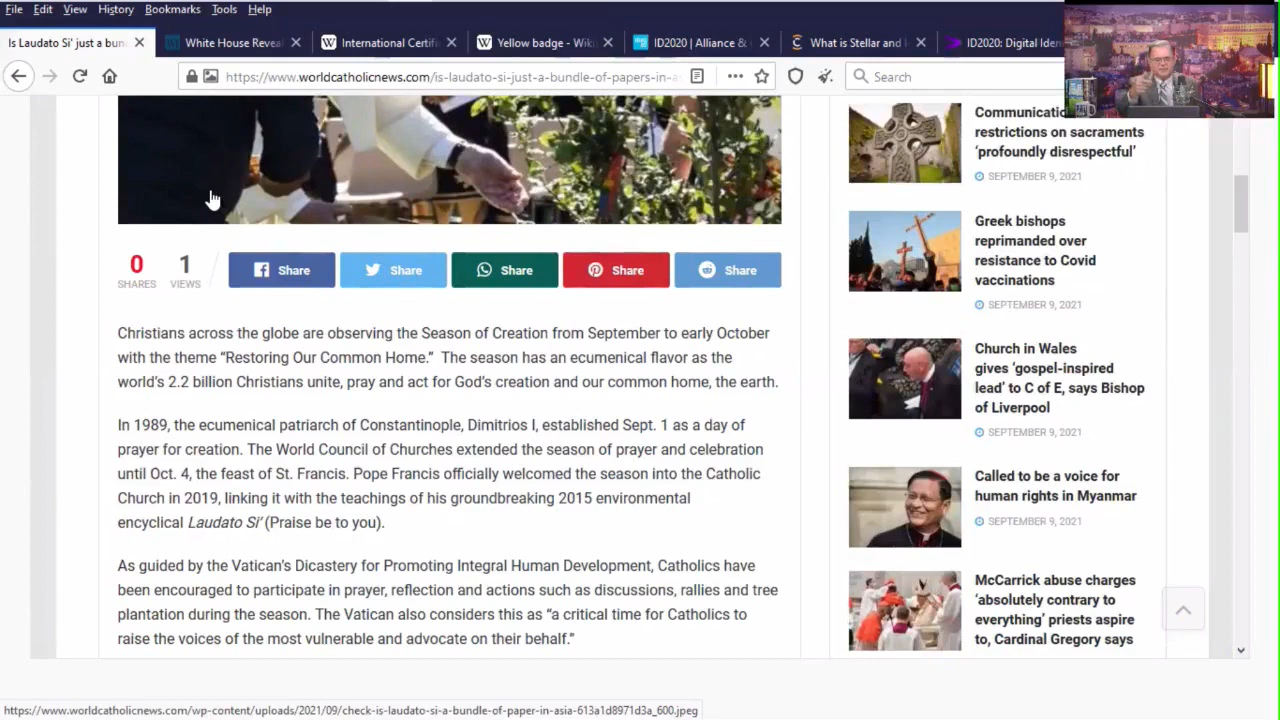 File Edit View History Bookmarks Tools Help
Is Laudato Si' just a bun
White House Revea
International Certifi
Yellow badge - Wiki
ID2020 | Alliance &
What is Stellar and
ID2020: Digital Iden
https://www.worldcatholicnews.com/is-laudato-si-just-a-bundle-of-papers-in-a
Search
0
SHARES
1
VIEWS
Share
Share
Share
Share
Share
Christians across the globe are observing the Season of Creation from September to early October
with the theme “Restoring Our Common Home.” The season has an ecumenical flavor as the
world’s 2.2 billion Christians unite, pray and act for God’s creation and our common home, the earth.
In 1989, the ecumenical patriarch of Constantinople, Dimitrios I, established Sept. 1 as a day of
prayer for creation. The World Council of Churches extended the season of prayer and celebration
until Oct. 4, the feast of St. Francis. Pope Francis officially welcomed the season into the Catholic
Church in 2019, linking it with the teachings of his groundbreaking 2015 environmental
encyclical Laudato Si’ (Praise be to you).
As guided by the Vatican’s Dicastery for Promoting Integral Human Development, Catholics have
been encouraged to participate in prayer, reflection and actions such as discussions, rallies and tree
plantation during the season. The Vatican also considers this as “a critical time for Catholics to
raise the voices of the most vulnerable and advocate on their behalf.”
Communicatio
restrictions on sacraments
‘profoundly disrespectful’
SEPTEMBER 9, 2021
Greek bishops
reprimanded over
resistance to Covid
vaccinations
SEPTEMBER 9, 2021
Church in Wales
gives ‘gospel-inspired
lead’ to C of E, says Bishop
of Liverpool
SEPTEMBER 9, 2021
Called to be a voice for
human rights in Myanmar
SEPTEMBER 9, 2021
McCarrick abuse charges
‘absolutely contrary to
everything’ priests aspire
to, Cardinal Gregory says
https://www.worldcatholicnews.com/wp-content/uploads/2021/09/check-is-laudato-si-a-bundle-of-paper-in-asia-613a1d8971d3a_600.jpeg